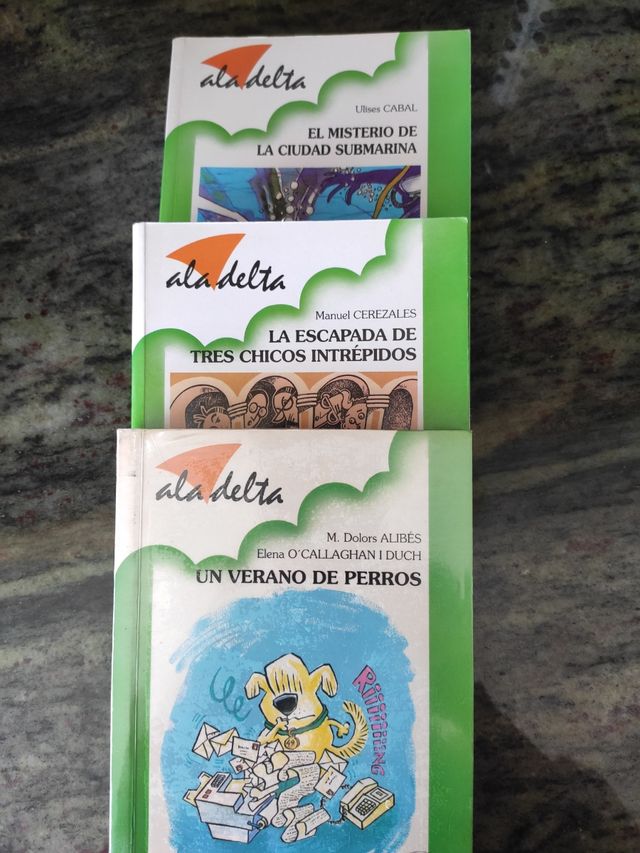 ala delta
Ulises CABAL
EL MISTERIO DE
LA CIUDAD SUBMARINA
ala delta
Manuel CEREZALES
LA ESCAPADA DE
TRES CHICOS INTRÉPIDOS
ala delta
M. Dolors ALIBÉS
Elena O'CALLAGHAN I DUCH
UN VERANO DE PERROS
RiiiiiiiiNG